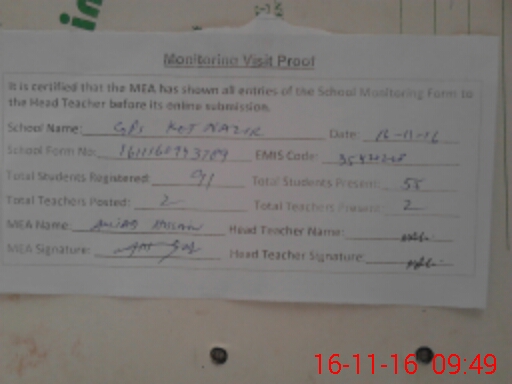 Monitoring Visit Proof
It is certified that the MEA has shown all entries of the School Monitoring Form to
the Head Teacher before its online submission.
School Name: GPS KOT NAZIR Date: 16-11-16
School Form No: EMIS Code:
Total Students Registered: 91 Total Students Present: 55
Total Teachers Posted: 2 Total Teachers Present: 2
MEA Name: Head Teacher Name:
MEA Signature: Head Teacher Signature:
16-11-16 09:49